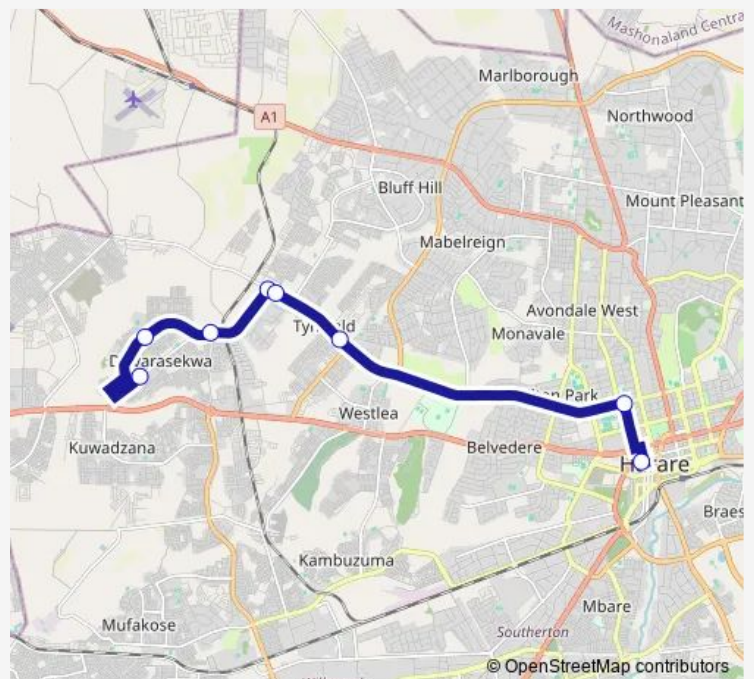 Mashonaland Centra
Marlborough
Northwood
A1
Bluff Hill
Mount Pleasant
Mabelreign
Avondale West
Monavale
Park
Westlea
Kuwadzana
Belvedere
Braes
Kambuzuma
Mbare
Mufakose
Southerton
© OpenStreetMap contributors